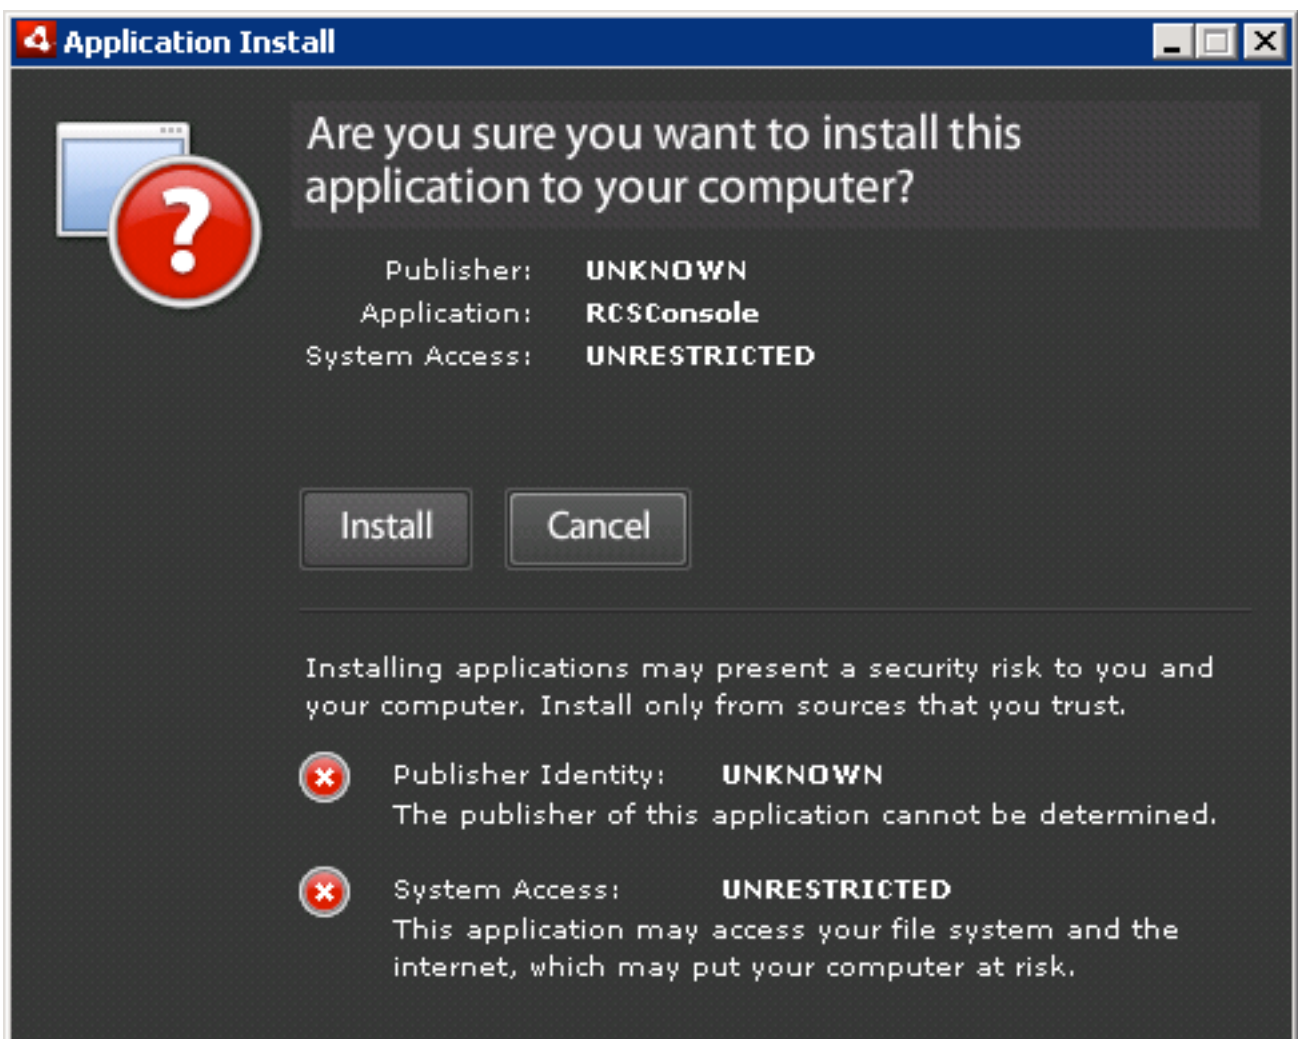 Application Install
Are you sure you want to install this
application to your computer?
Publisher: UNKNOWN
Application: RCSConsole
System Access: UNRESTRICTED
Install Cancel
Installing applications may present a security risk to you and
your computer. Install only from sources that you trust.
Publisher Identity: UNKNOWN
The publisher of this application cannot be determined.
System Access: UNRESTRICTED
This application may access your file system and the
internet, which may put your computer at risk.